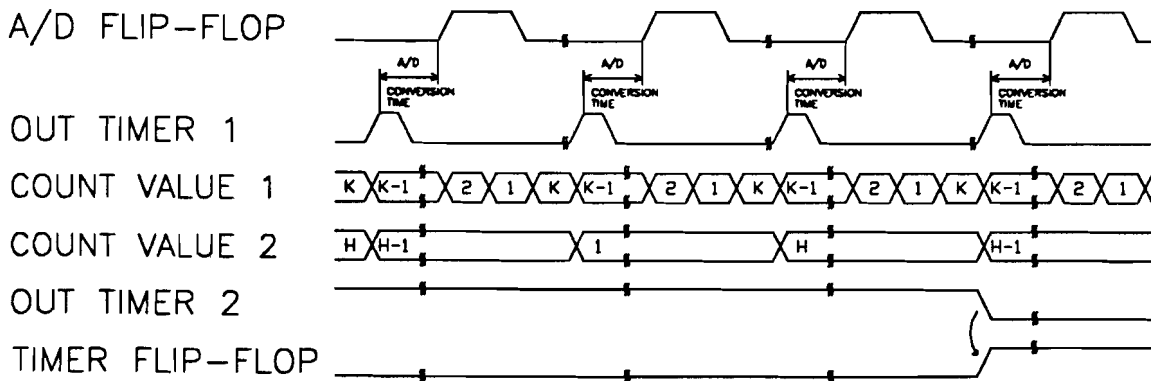 A/D FLIP-FLOP
A/D A/D A/D A/D
CONVERSION TIME CONVERSION TIME CONVERSION TIME CONVERSION TIME
OUT TIMER 1
COUNT VALUE 1 K K-1 2 1 K K-1 2 1 K K-1 2 1 K K-1 2 1
COUNT VALUE 2 H H-1 1 H H-1
OUT TIMER 2
TIMER FLIP-FLOP